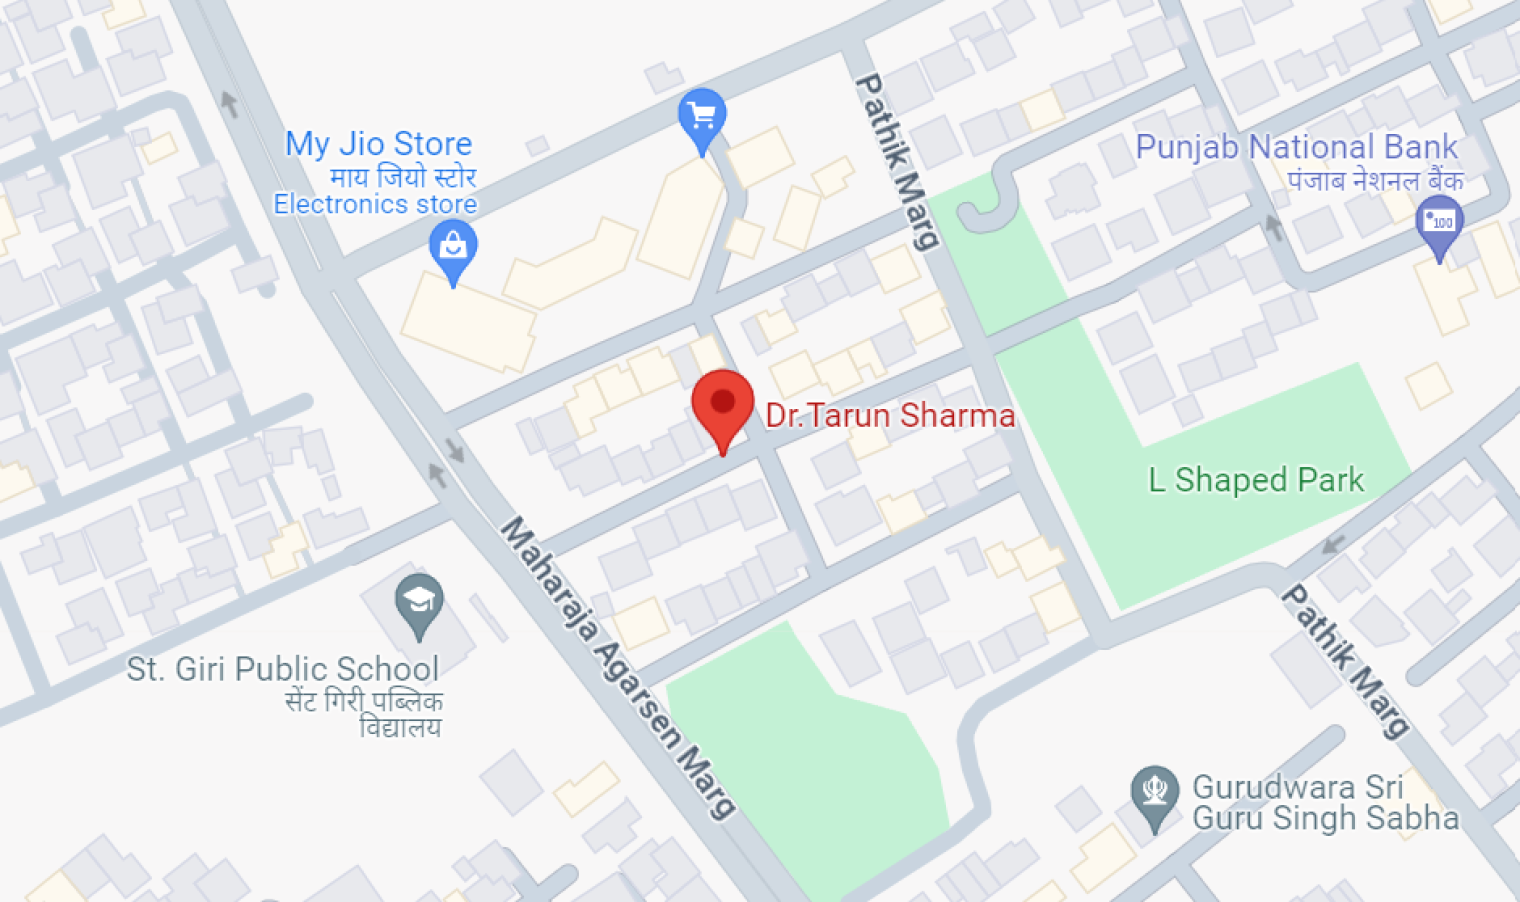 Pathik Marg
My Jio Store
माय जियो स्टोर
Electronics store
Punjab National Bank
पंजाब नेशनल बैंक
100
Dr.Tarun Sharma
L Shaped Park
Maharaja Agarsen Marg
St. Giri Public School
सेंट गिरी पब्लिक
विद्यालय
Pathik Marg
Gurudwara Sri
Guru Singh Sabha